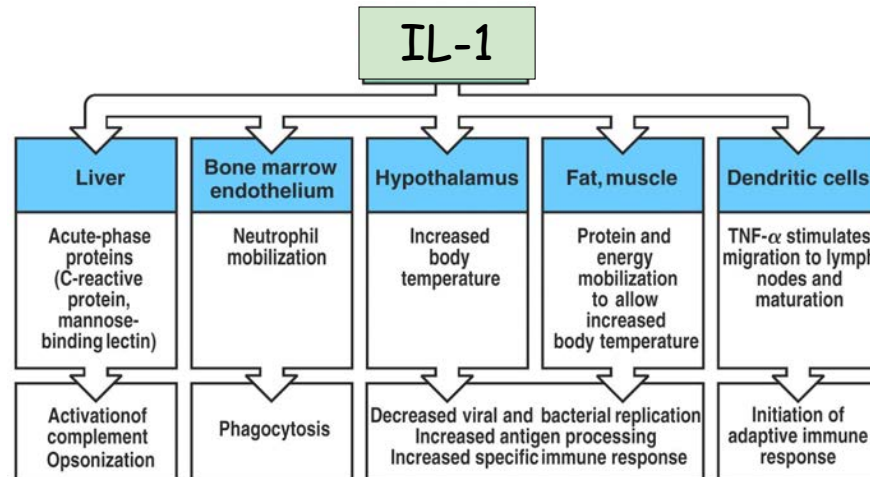 IL-1
Liver
Bone marrow
endothelium
Hypothalamus
Fat, muscle
Dendritic cells
Acute-phase
proteins
(C-reactive
protein,
mannose-
binding lectin)
Neutrophil
mobilization
Increased
body
temperature
Protein and
energy
mobilization
to allow
increased
body temperature
TNF-α stimulates
migration to lymph
nodes and
maturation
Activationof
complement
Opsonization
Phagocytosis
Decreased viral and bacterial replication
Increased antigen processing
Increased specific immune response
Initiation of
adaptive immune
response